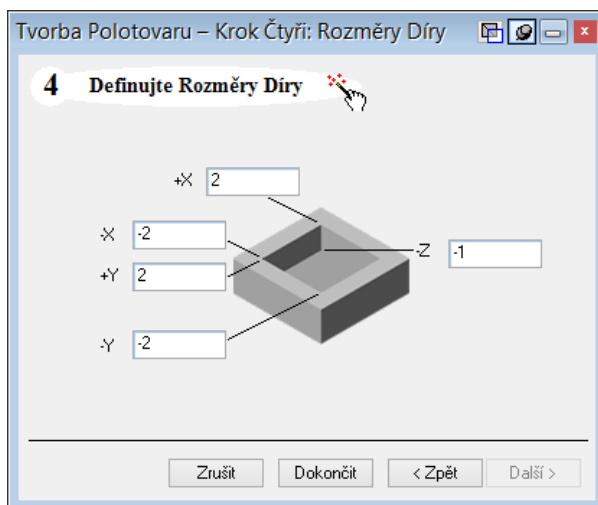 Tvorba Polotovaru – Krok Čtyři: Rozměry Díry
4 Definujte Rozměry Díry
+X 2
-X -2
+Y 2
-Z -1
-Y -2
Zrušit Dokončit < Zpět Další >